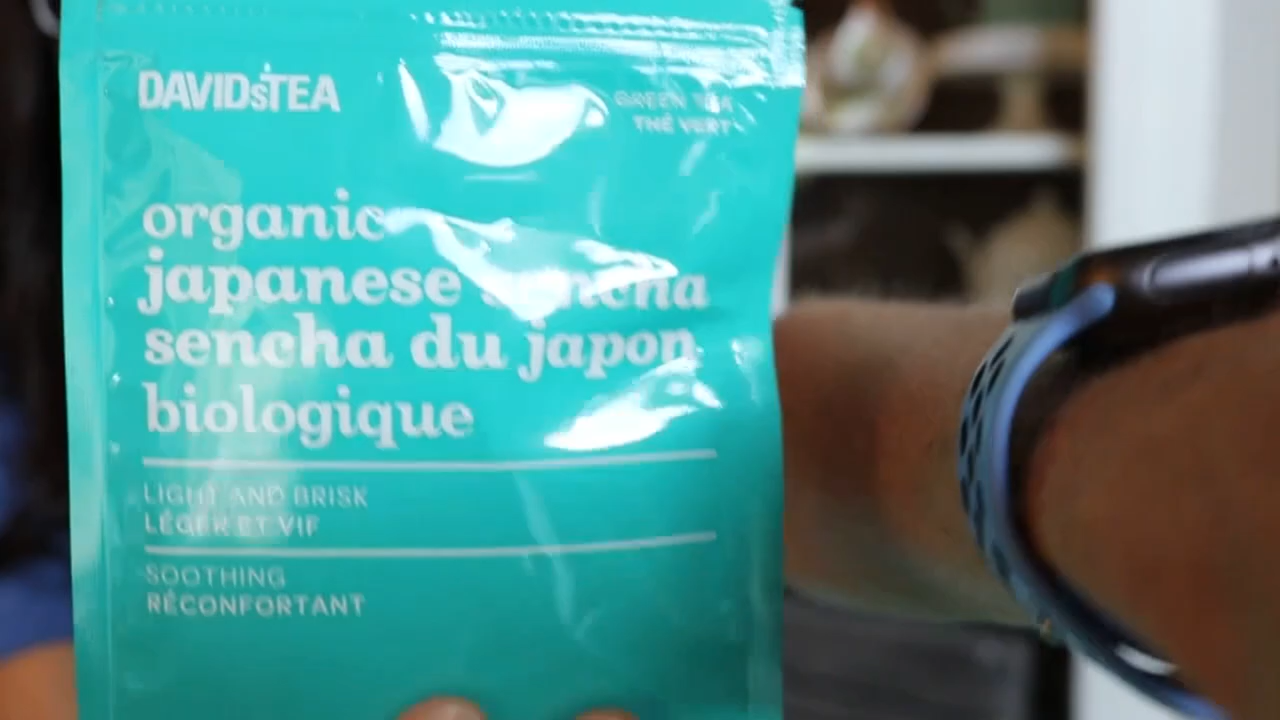 DAVIDsTEA
GREEN TEA
THÉ VERT
organic
japanese sencha
sencha du japon
biologique
LIGHT AND BRISK
LÉGER ET VIF
SOOTHING
RÉCONFORTANT